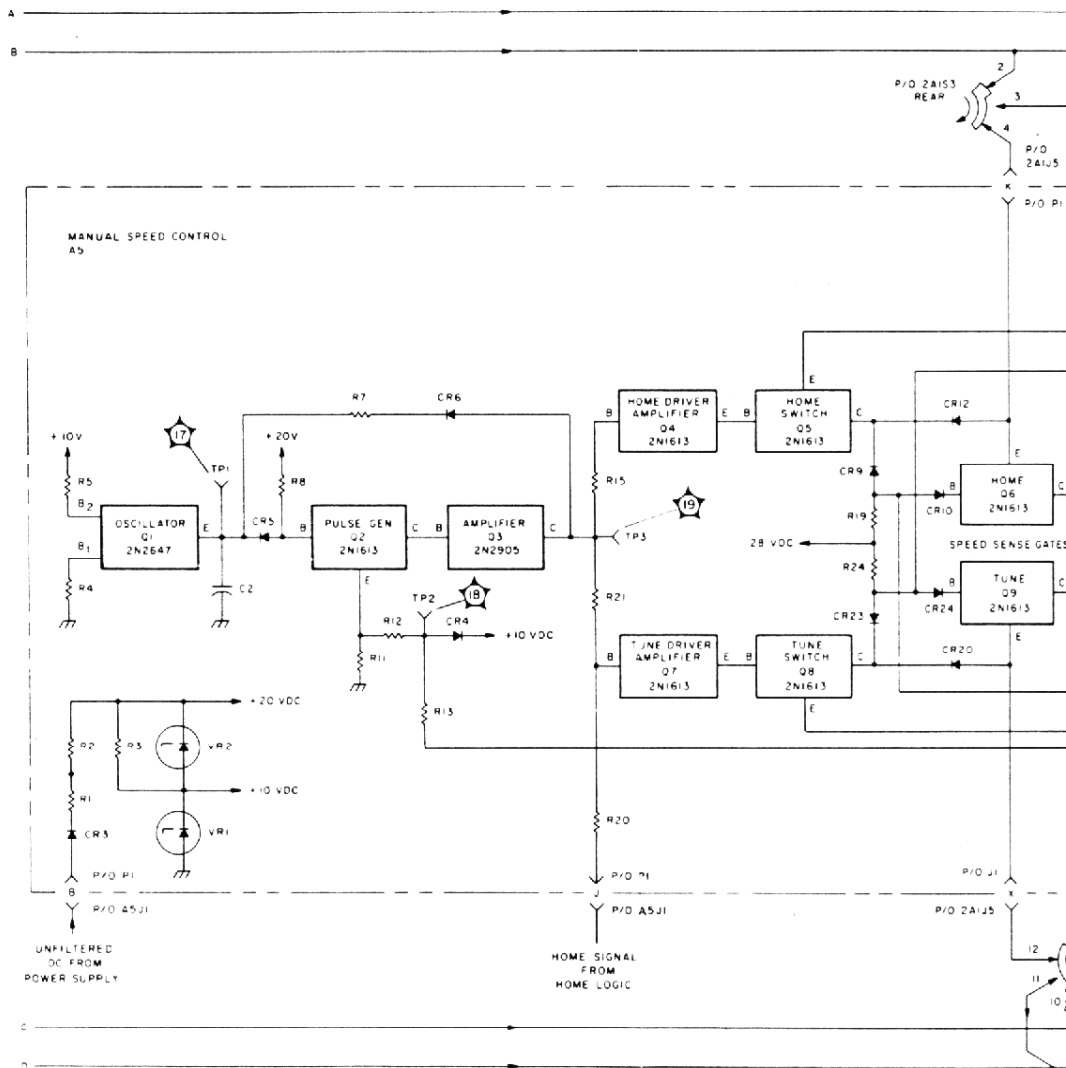 A
B
2
P/O 2A1S3
REAR
3
4
P/O
2A1J5
K
P/O P1
MANUAL SPEED CONTROL
A5
E
R7
CR6
HOME DRIVER
AMPLIFIER
Q4
2N1613
B
E
B
HOME
SWITCH
Q5
2N1613
C
CR12
17
+10V
+20V
TP1
R5
R8
R15
CR9
E
B2
19
B
HOME
Q6
2N1613
C
CR10
OSCILLATOR
Q1
2N2647
E
CR5
B
PULSE GEN
Q2
2N1613
C
B
AMPLIFIER
Q3
2N2905
C
TP3
R19
B1
28 VDC
SPEED SENSE GATES
R4
C2
E
R24
18
TP2
R21
B
TUNE
Q9
2N1613
C
CR24
CR23
R12
CR4
+10 VDC
E
R11
B
TUNE DRIVER
AMPLIFIER
Q7
2N1613
E
B
TUNE
SWITCH
Q8
2N1613
C
CR20
E
R13
+20 VDC
R2
R3
VR2
+10 VDC
R1
CR3
VR1
R20
P/O P1
P/O P1
P/O J1
B
J
X
P/O A5J1
P/O A5J1
P/O 2A1J5
UNFILTERED
DC FROM
POWER SUPPLY
HOME SIGNAL
FROM
HOME LOGIC
12
11
10
C
D